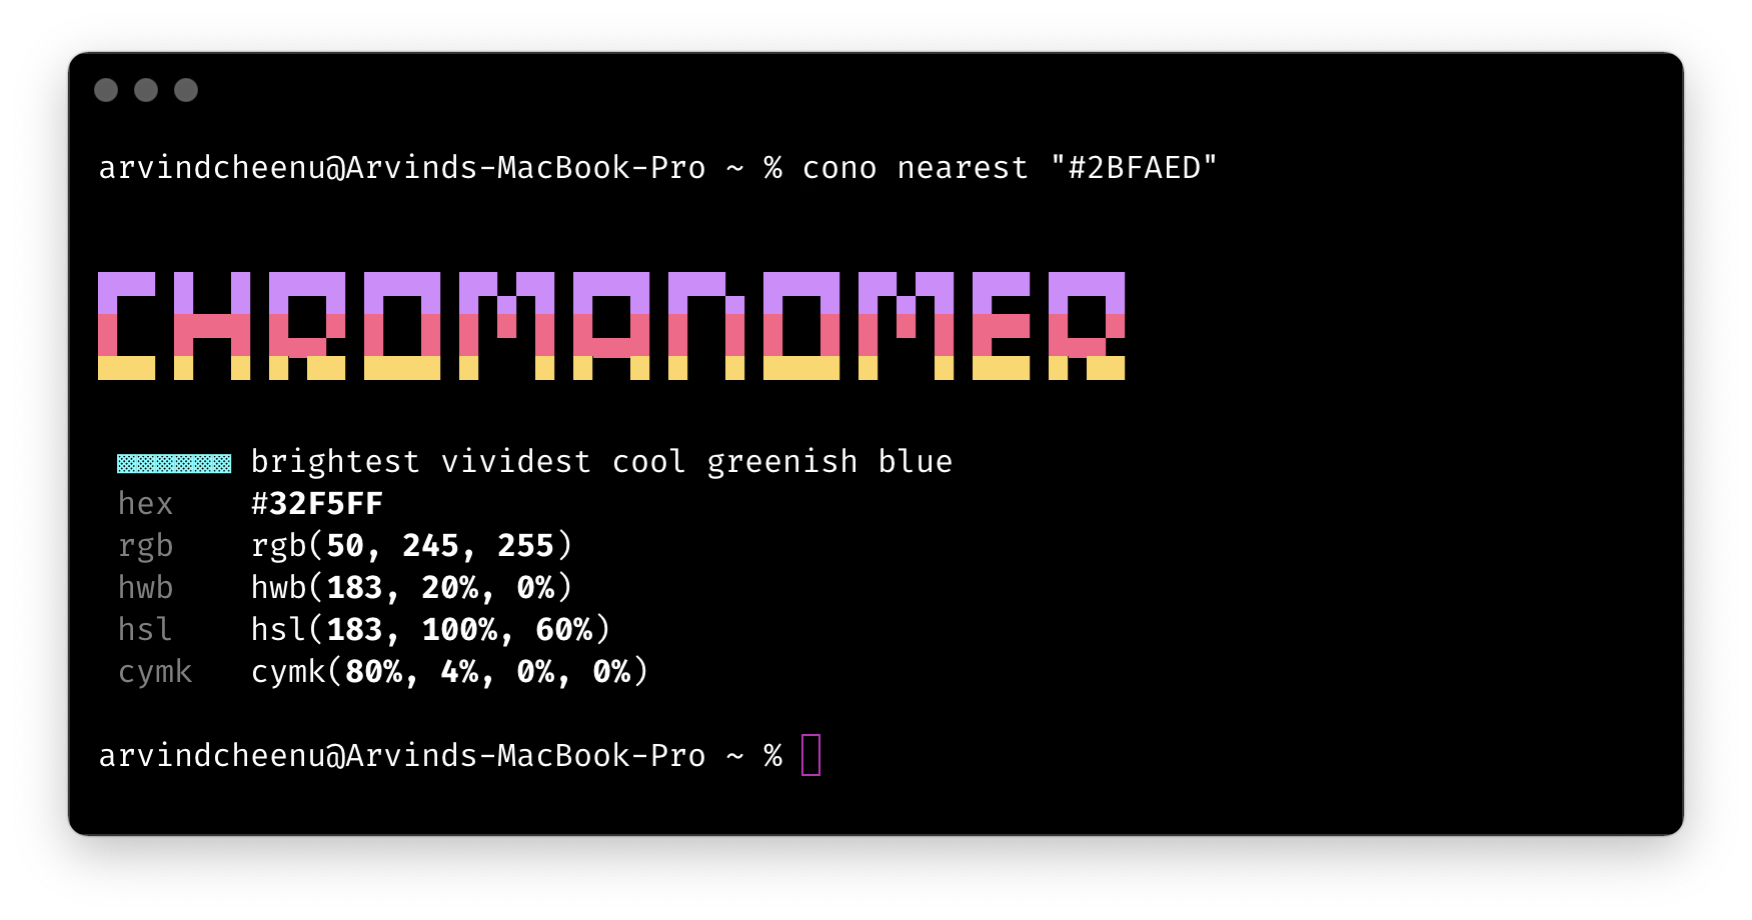 arvindcheenu@Arvinds-MacBook-Pro ~ % cono nearest "#2BFAED"
CHROMANOMER
brightest vividest cool greenish blue
hex #32F5FF
rgb rgb(50, 245, 255)
hwb hwb(183, 20%, 0%)
hsl hsl(183, 100%, 60%)
cymk cymk(80%, 4%, 0%, 0%)
arvindcheenu@Arvinds-MacBook-Pro ~ %